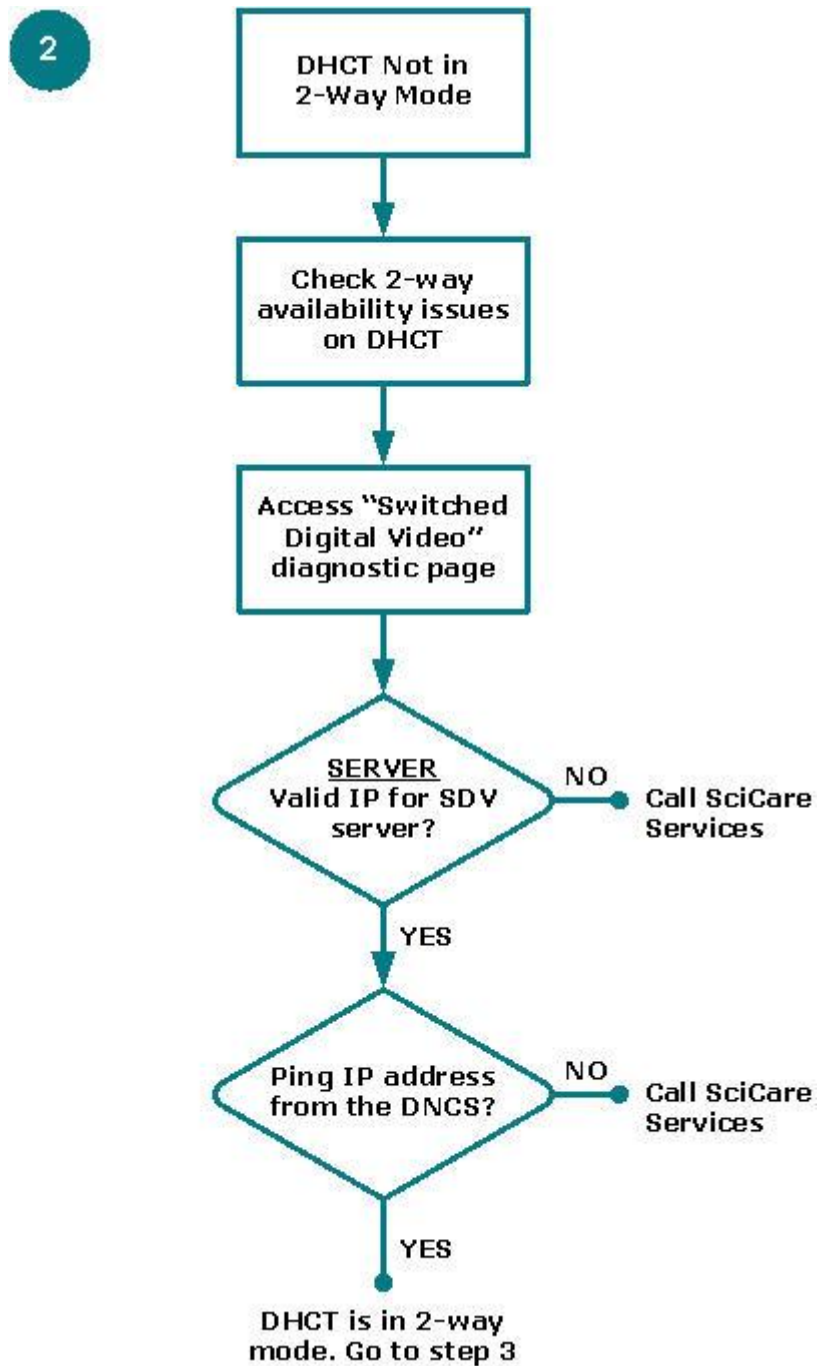 2
DHCT Not in
2-Way Mode
Check 2-way
availability issues
on DHCT
Access “Switched
Digital Video”
diagnostic page
SERVER
Valid IP for SDV
server?
NO
Call SciCare
Services
YES
Ping IP address
from the DNCS?
NO
Call SciCare
Services
YES
DHCT is in 2-way
mode. Go to step 3